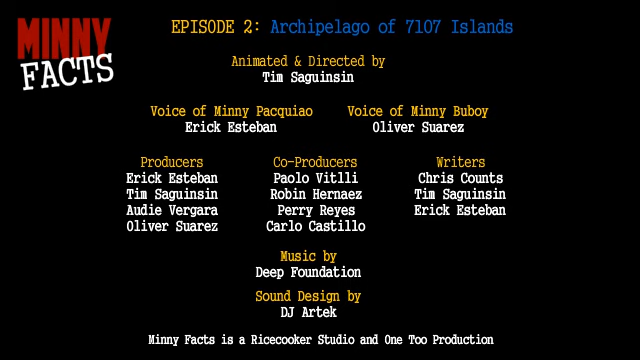 MINNY
FACTS
EPISODE 2: Archipelago of 7107 Islands
Animated & Directed by
Tim Saguinsin
Voice of Minny Pacquiao
Erick Esteban
Voice of Minny Buboy
Oliver Suarez
Producers
Erick Esteban
Tim Saguinsin
Audie Vergara
Oliver Suarez
Co-Producers
Paolo Vitlli
Robin Hernaez
Perry Reyes
Carlo Castillo
Writers
Chris Counts
Tim Saguinsin
Erick Esteban
Music by
Deep Foundation
Sound Design by
DJ Artek
Minny Facts is a Ricecooker Studio and One Too Production